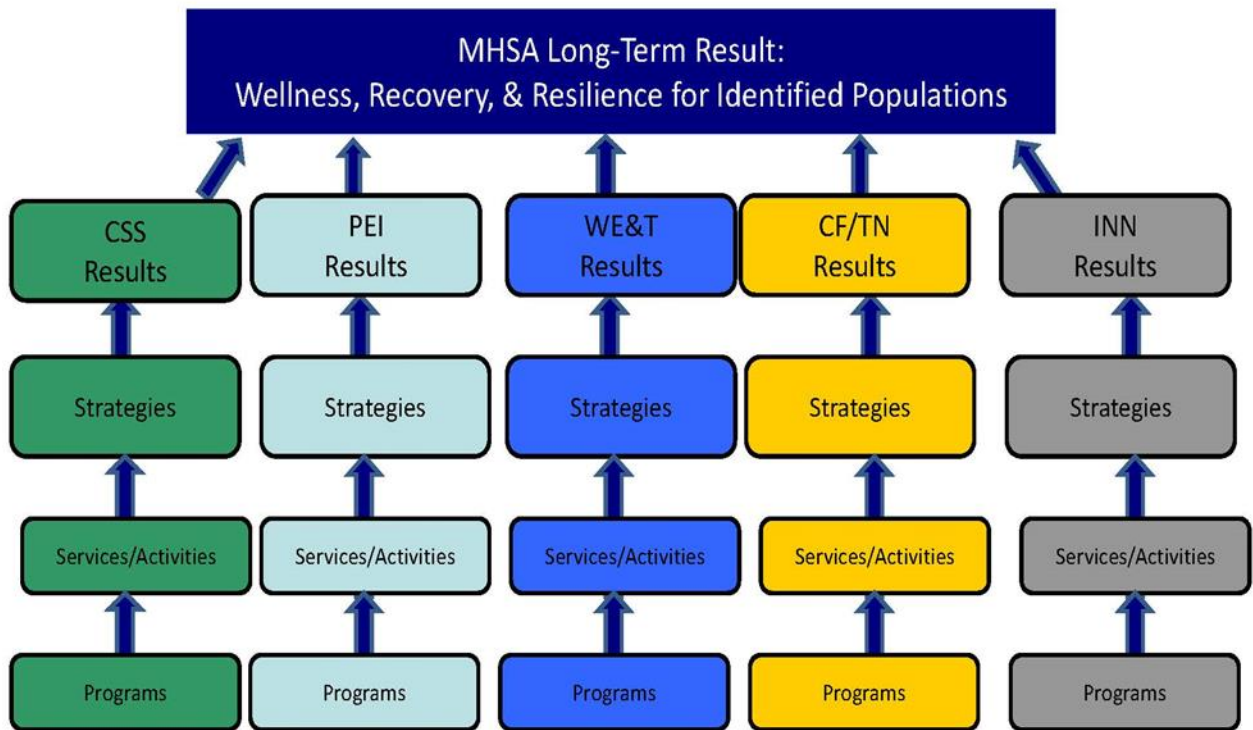 MHSA Long-Term Result:
Wellness, Recovery, & Resilience for Identified Populations
CSS
Results
PEI
Results
WE&T
Results
CF/TN
Results
INN
Results
Strategies
Strategies
Strategies
Strategies
Strategies
Services/Activities
Services/Activities
Services/Activities
Services/Activities
Services/Activities
Programs
Programs
Programs
Programs
Programs